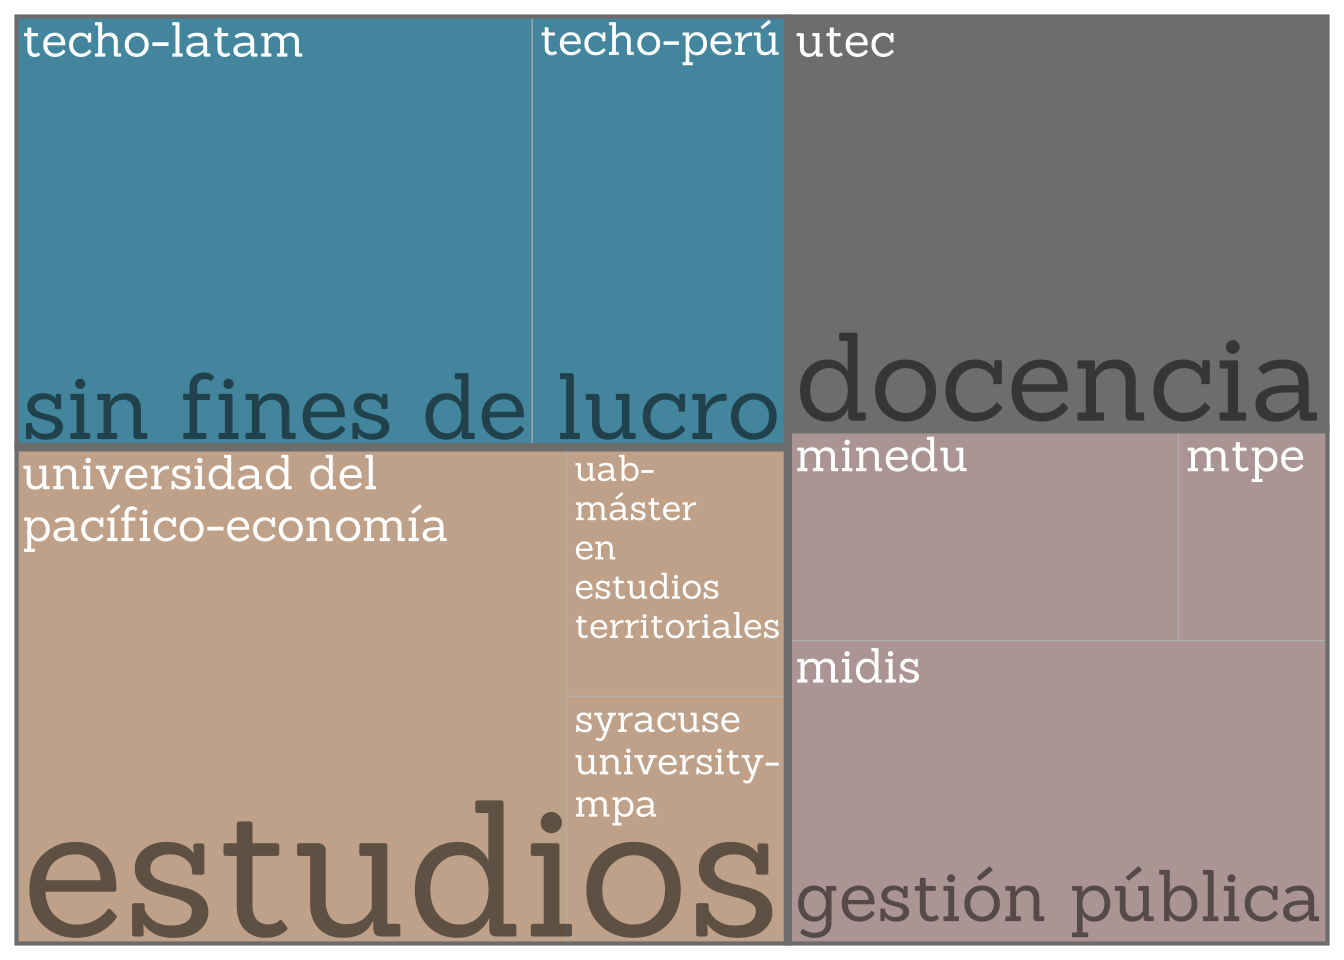 techo-latam
techo-perú
sin fines de lucro
utec
docencia
universidad del
pacífico-economía
uab-
máster
en
estudios
territoriales
syracuse
university-
mpa
estudios
minedu
mtpe
midis
gestión pública